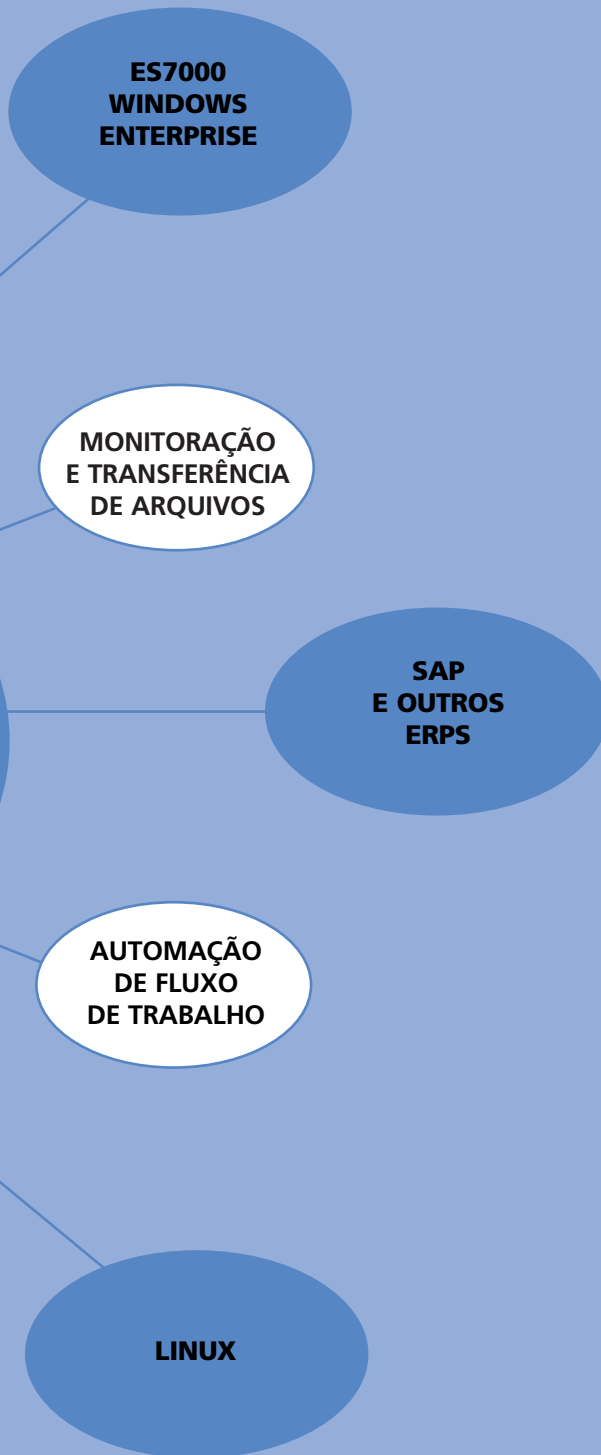 ES7000
WINDOWS
ENTERPRISE
MONITORAÇÃO
E TRANSFERÊNCIA
DE ARQUIVOS
SAP
E OUTROS
ERPS
AUTOMAÇÃO
DE FLUXO
DE TRABALHO
LINUX